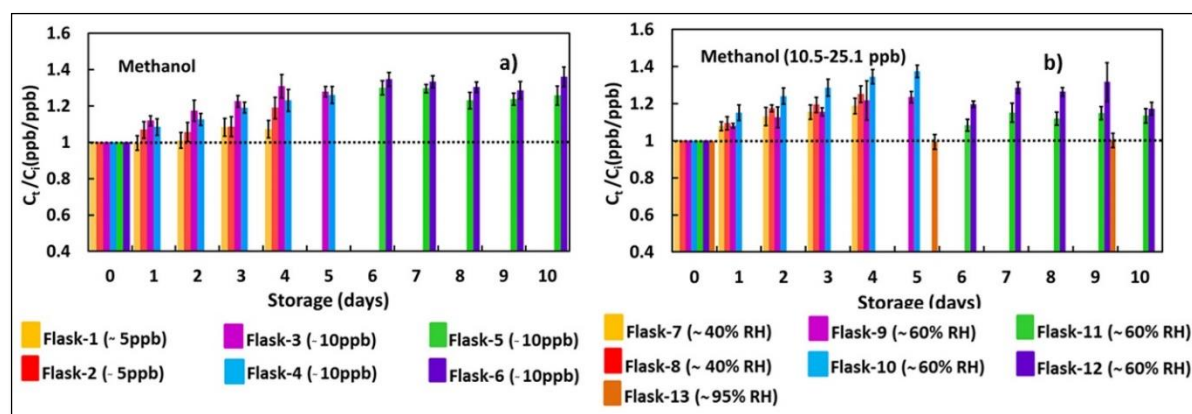 Methanol
a)
C_t /C_i(ppb/ppb)
1.6
1.4
1.2
1
0.8
0.6
0.4
0 1 2 3 4 5 6 7 8 9 10
Storage (days)
Flask-1 (~ 5ppb) Flask-3 (~10ppb) Flask-5 (~10ppb)
Flask-2 (~ 5ppb) Flask-4 (~10ppb) Flask-6 (~10ppb)
Methanol (10.5-25.1 ppb)
b)
C_t /C_i(ppb/ppb)
1.6
1.4
1.2
1
0.8
0.6
0.4
0 1 2 3 4 5 6 7 8 9 10
Storage (days)
Flask-7 (~ 40% RH) Flask-9 (~60% RH) Flask-11 (~60% RH)
Flask-8 (~ 40% RH) Flask-10 (~60% RH) Flask-12 (~60% RH)
Flask-13 (~95% RH)